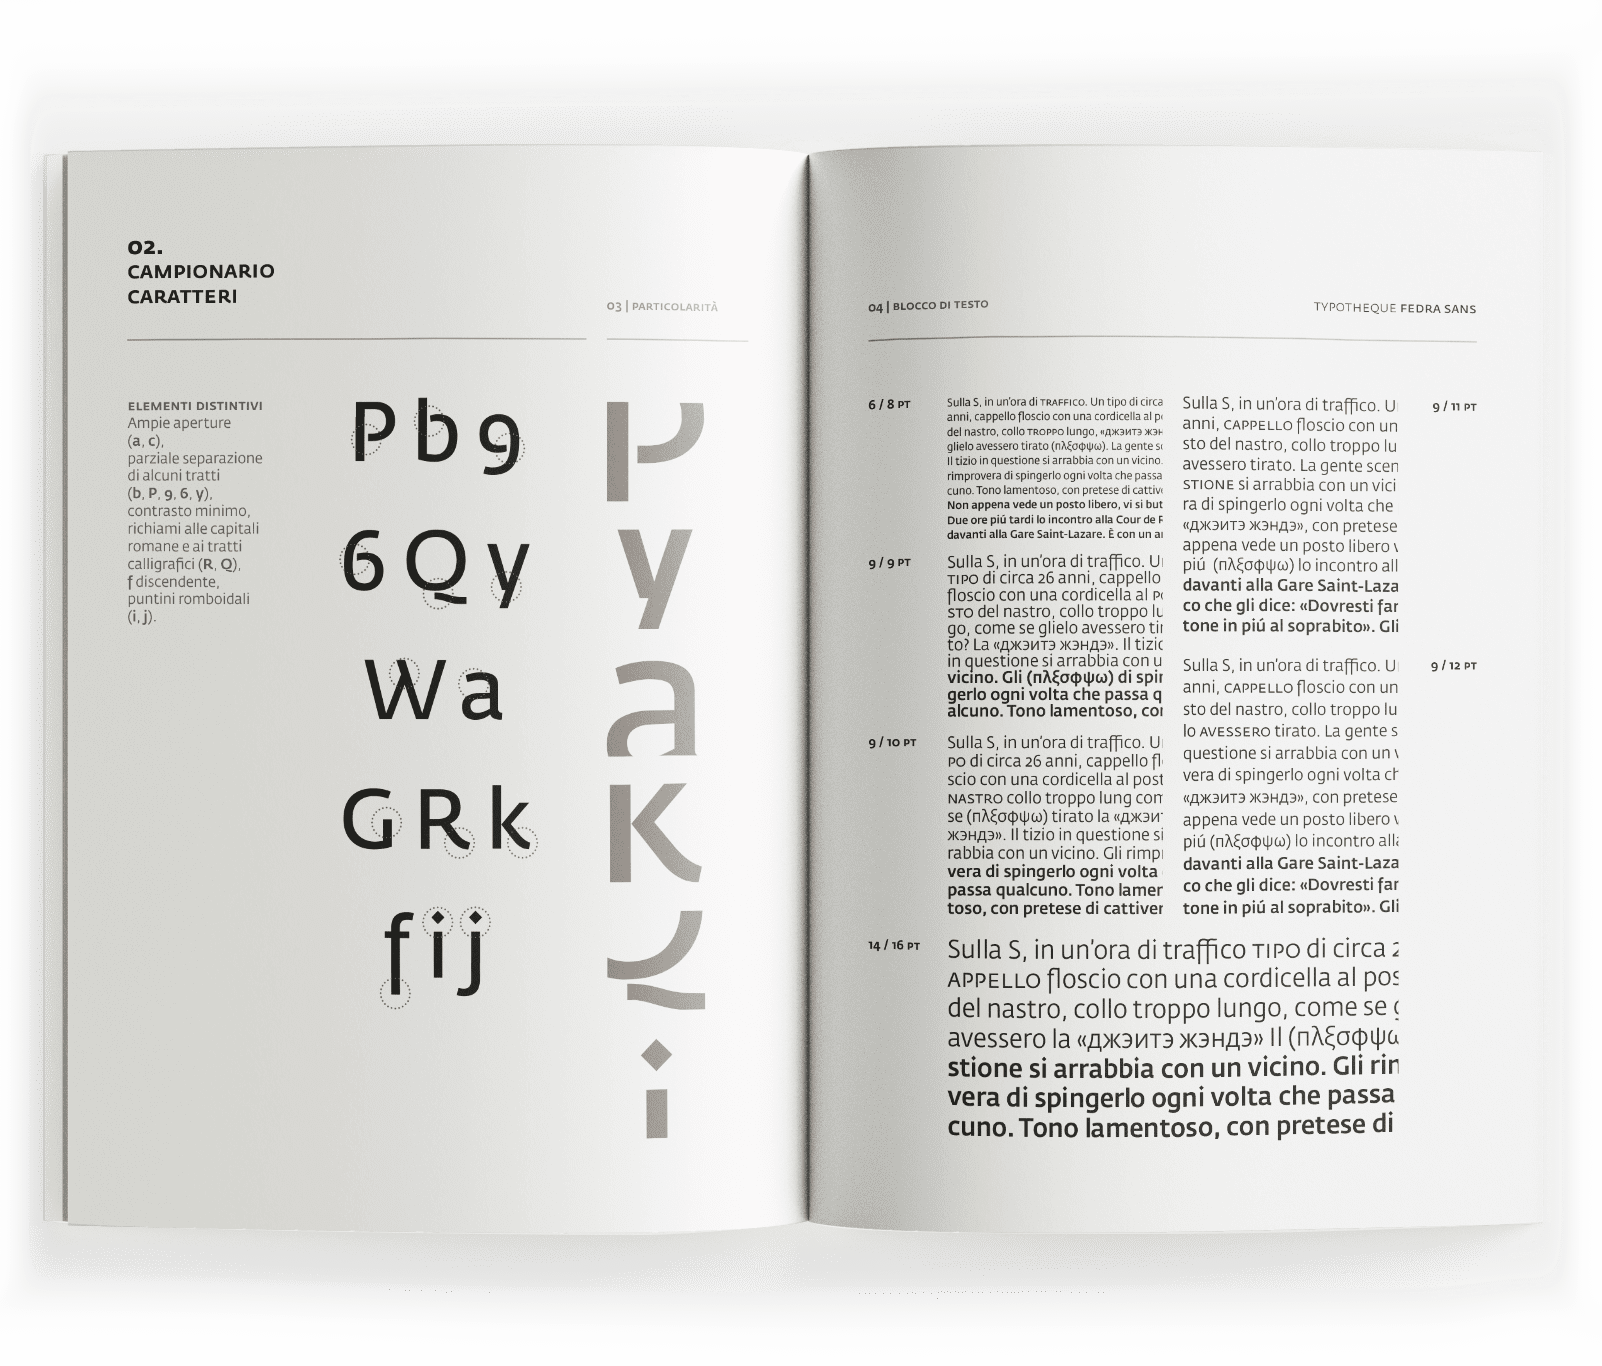 02.
CAMPIONARIO
CARATTERI
03 | PARTICOLARITÀ
ELEMENTI DISTINTIVI
Ampie aperture
(a, c),
parziale separazione
di alcuni tratti
(b, P, 9, 6, y),
contrasto minimo,
richiami alle capitali
romane e ai tratti
calligrafici (R, Q),
f discendente,
puntini romboidali
(i, j).
P b 9
6 Q y
W a
G R k
f i j
P
y
a
K
Q
i
04 | BLOCCO DI TESTO
TYPOTHEQUE FEDRA SANS
6 / 8 PT
Sulla S, in un'ora di TRAFFICO. Un tipo di circa
anni, cappello floscio con una cordicella al p
del nastro, collo TROPPO lungo, «джэитэ жэн
glielo avessero tirato (πλξσφψω). La gente s
Il tizio in questione si arrabbia con un vicino.
rimprovera di spingerlo ogni volta che passa
cuno. Tono lamentoso, con pretese di cattiv
Non appena vede un posto libero, vi si but
Due ore piú tardi lo incontro alla Cour de R
davanti alla Gare Saint-Lazare. È con un a
9 / 9 PT
Sulla S, in un'ora di traffico. U
TIPO di circa 26 anni, cappello
floscio con una cordicella al PO
STO del nastro, collo troppo lu
go, come se glielo avessero tir
to? La «джэитэ жэндэ». Il tizio
in questione si arrabbia con u
vicino. Gli (πλξσφψω) di spin
gerlo ogni volta che passa q
alcuno. Tono lamentoso, con
9 / 10 PT
Sulla S, in un'ora di traffico. U
PO di circa 26 anni, cappello fl
scio con una cordicella al post
NASTRO collo troppo lung com
se (πλξσφψω) tirato la «джэит
жэндэ». Il tizio in questione si
rabbia con un vicino. Gli rimp
vera di spingerlo ogni volta
passa qualcuno. Tono lamen
toso, con pretese di cattiver
9 / 11 PT
Sulla S, in un'ora di traffico. U
anni, CAPPELLO floscio con un
sto del nastro, collo troppo lu
avessero tirato. La gente scen
STIONE si arrabbia con un vici
ra di spingerlo ogni volta che
«джэитэ жэндэ», con pretese
appena vede un posto libero v
piú (πλξσφψω) lo incontro all
davanti alla Gare Saint-Laza
co che gli dice: «Dovresti far
tone in piú al soprabito». Gli
9 / 12 PT
Sulla S, in un'ora di traffico. U
anni, CAPPELLO floscio con un
sto del nastro, collo troppo lu
lo AVESSERO tirato. La gente s
questione si arrabbia con un v
vera di spingerlo ogni volta ch
«джэитэ жэндэ», con pretese
appena vede un posto libero v
piú (πλξσφψω) lo incontro alla
davanti alla Gare Saint-Laza
co che gli dice: «Dovresti far
tone in piú al soprabito». Gli
14 / 16 PT
Sulla S, in un'ora di traffico TIPO di circa 2
APPELLO floscio con una cordicella al pos
del nastro, collo troppo lungo, come se g
avessero la «джэитэ жэндэ» Il (πλξσφψω
stione si arrabbia con un vicino. Gli rim
vera di spingerlo ogni volta che passa
cuno. Tono lamentoso, con pretese di